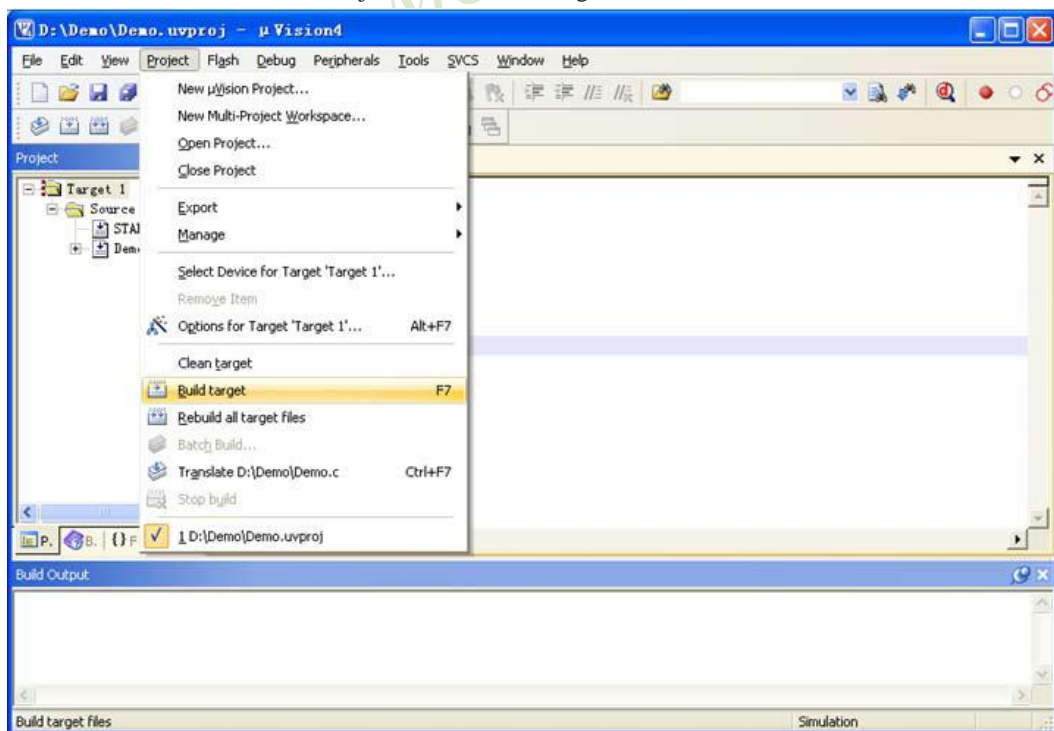 D:\Demo\Demo.uvproj - µVision4
File Edit View Project Flash Debug Peripherals Tools SVCS Window Help
New µVision Project...
New Multi-Project Workspace...
Open Project...
Close Project
Project
Target 1
Source
STA
Dem
Export
Manage
Select Device for Target 'Target 1'...
Remove Item
Options for Target 'Target 1'... Alt+F7
Clean target
Build target F7
Rebuild all target files
Batch Build...
Translate D:\Demo\Demo.c Ctrl+F7
Stop build
1 D:\Demo\Demo.uvproj
P. B. {} F
Build Output
Build target files Simulation